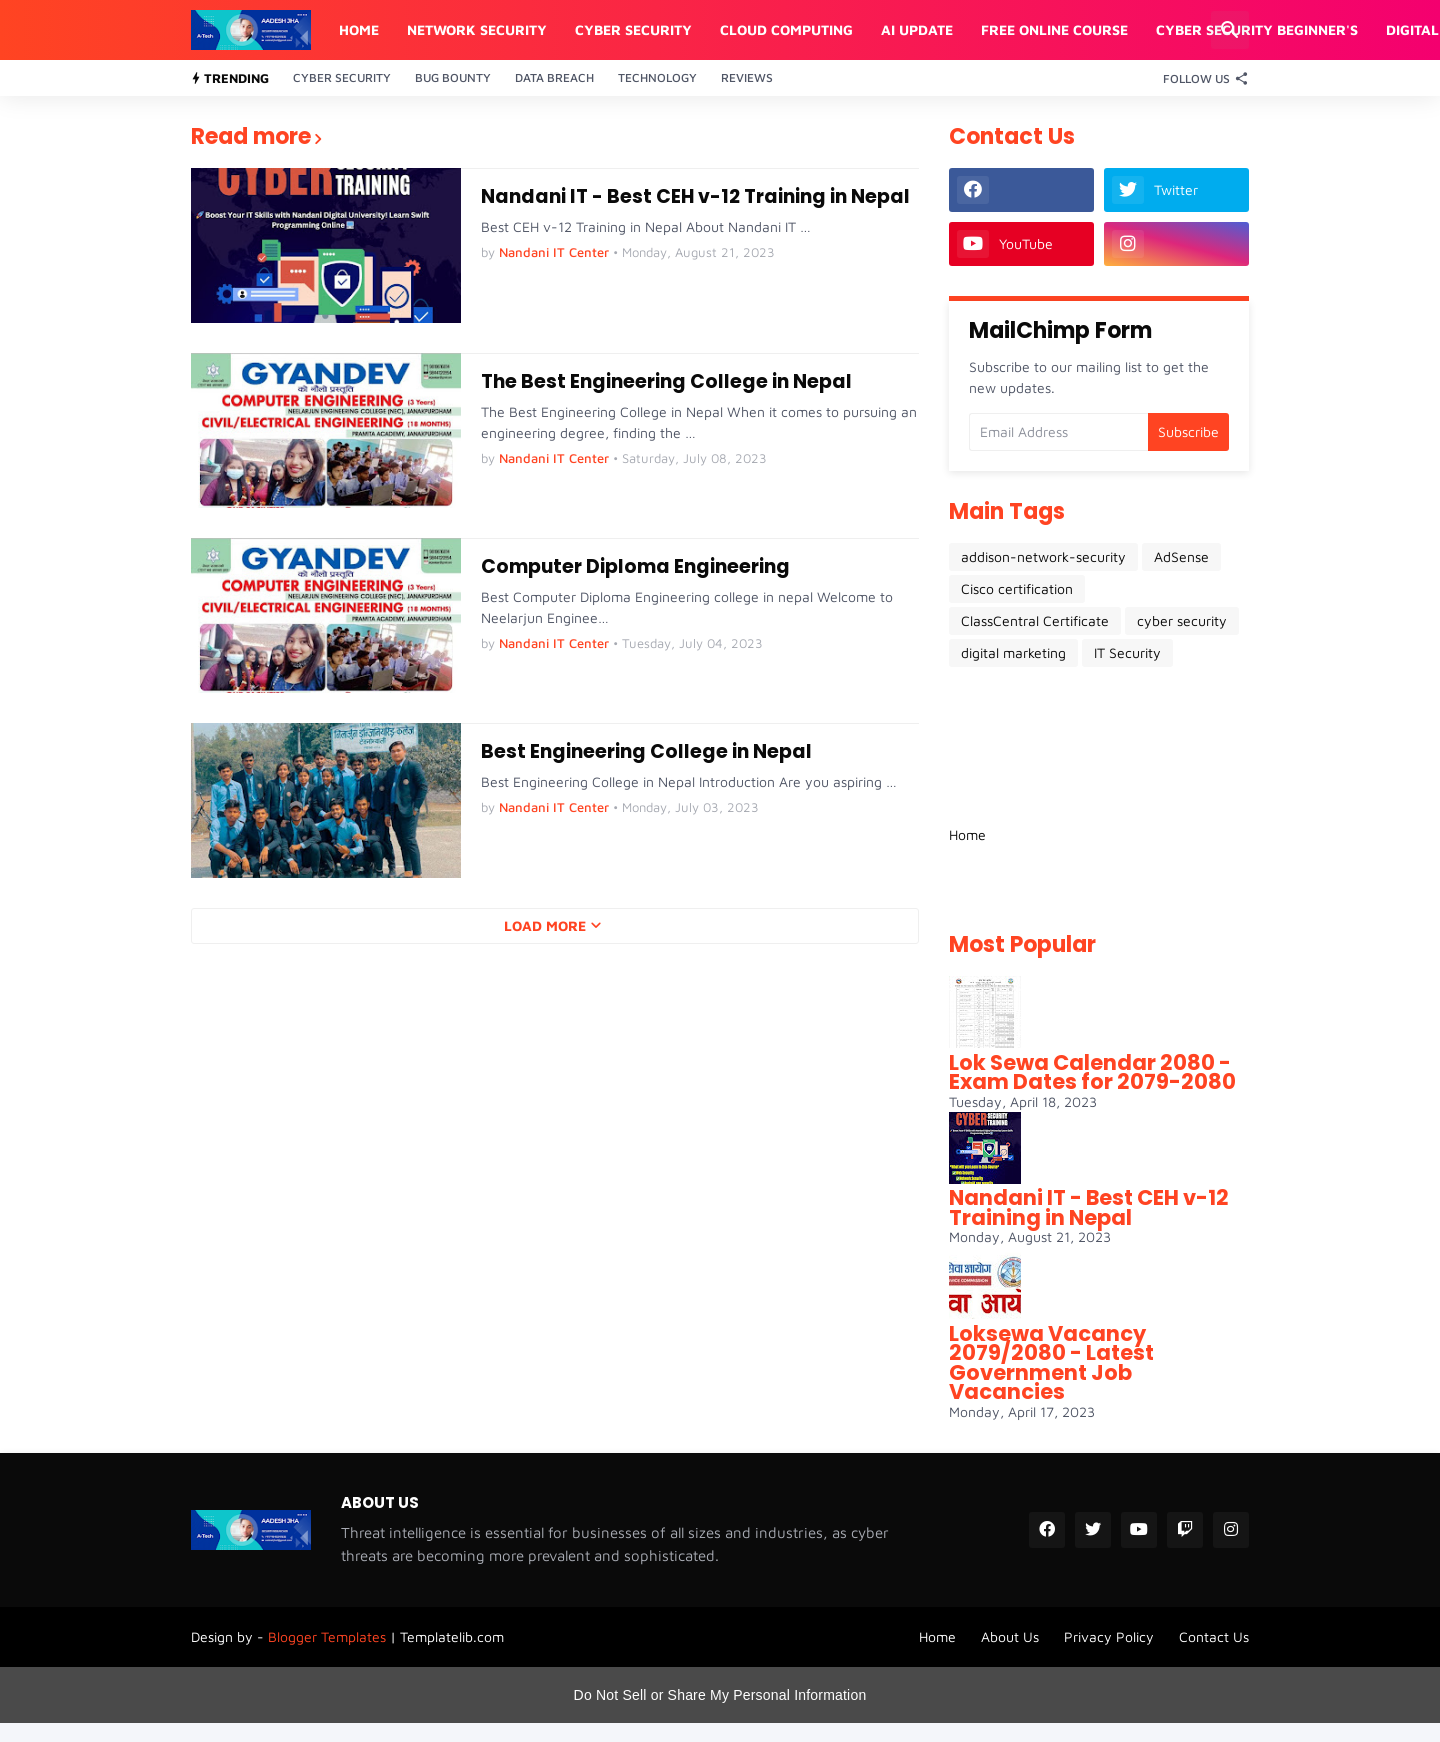 AADESH JHA
A-Tech.
HOME NETWORK SECURITY CYBER SECURITY CLOUD COMPUTING AI UPDATE FREE ONLINE COURSE CYBER SECURITY BEGINNER'S DIGITAL
TRENDING CYBER SECURITY BUG BOUNTY DATA BREACH TECHNOLOGY REVIEWS FOLLOW US
Read more
CYBER SECURITY
TRAINING
Boost Your IT Skills with Nandani Digital University! Learn Swift
Programming Online
Nandani IT - Best CEH v-12 Training in Nepal
Best CEH v-12 Training in Nepal About Nandani IT ...
by Nandani IT Center • Monday, August 21, 2023
GYANDEV
को नौलो प्रस्तुति
COMPUTER ENGINEERING (3 Years)
NEELARJUN ENGINEERING COLLEGE (NEC), JANAKPURDHAM
CIVIL/ELECTRICAL ENGINEERING (18 MONTHS)
PRAMITA ACADEMY, JANAKPURDHAM
The Best Engineering College in Nepal
The Best Engineering College in Nepal When it comes to pursuing an
engineering degree, finding the ...
by Nandani IT Center • Saturday, July 08, 2023
GYANDEV
को नौलो प्रस्तुति
COMPUTER ENGINEERING (3 Years)
NEELARJUN ENGINEERING COLLEGE (NEC), JANAKPURDHAM
CIVIL/ELECTRICAL ENGINEERING (18 MONTHS)
PRAMITA ACADEMY, JANAKPURDHAM
Computer Diploma Engineering
Best Computer Diploma Engineering college in nepal Welcome to
Neelarjun Enginee...
by Nandani IT Center • Tuesday, July 04, 2023
Best Engineering College in Nepal
Best Engineering College in Nepal Introduction Are you aspiring ...
by Nandani IT Center • Monday, July 03, 2023
LOAD MORE
Contact Us
Twitter
YouTube
MailChimp Form
Subscribe to our mailing list to get the
new updates.
Email Address Subscribe
Main Tags
addison-network-security AdSense
Cisco certification
ClassCentral Certificate cyber security
digital marketing IT Security
Home
Most Popular
Lok Sewa Calendar 2080 -
Exam Dates for 2079-2080
Tuesday, April 18, 2023
CYBER SECURITY
TRAINING
Nandani IT - Best CEH v-12
Training in Nepal
Monday, August 21, 2023
सेवा आयोग
वा आये
Loksewa Vacancy
2079/2080 - Latest
Government Job
Vacancies
Monday, April 17, 2023
AADESH JHA
A-Tech.
ABOUT US
Threat intelligence is essential for businesses of all sizes and industries, as cyber
threats are becoming more prevalent and sophisticated.
Design by - Blogger Templates | Templatelib.com
Home About Us Privacy Policy Contact Us
Do Not Sell or Share My Personal Information